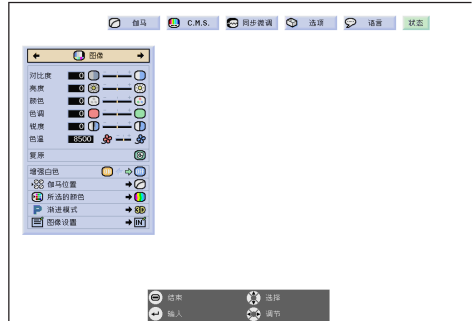 伽马 C.M.S. 同步微调 选项 语言 状态
图像
对比度 0
亮度 0
颜色 0
色调 0
锐度 0
色温 8500
复原
增强白色
伽马位置
所选的颜色
P 渐进模式 3D
图像设置 IN
结束 选择
输入 调节